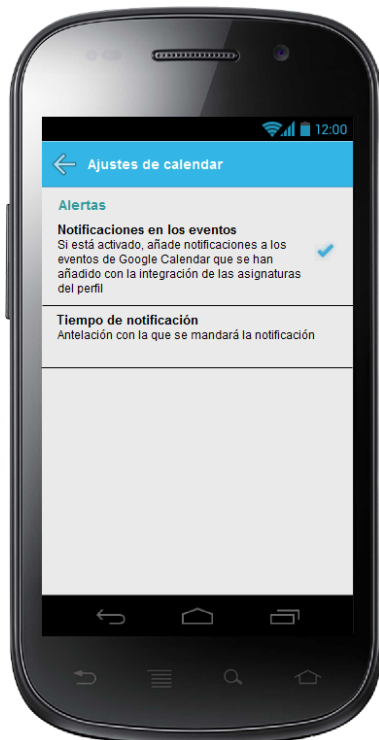 12:00
Ajustes de calendar
Alertas
Notificaciones en los eventos
Si está activado, añade notificaciones a los
eventos de Google Calendar que se han
añadido con la integración de las asignaturas
del perfil
Tiempo de notificación
Antelación con la que se mandará la notificación